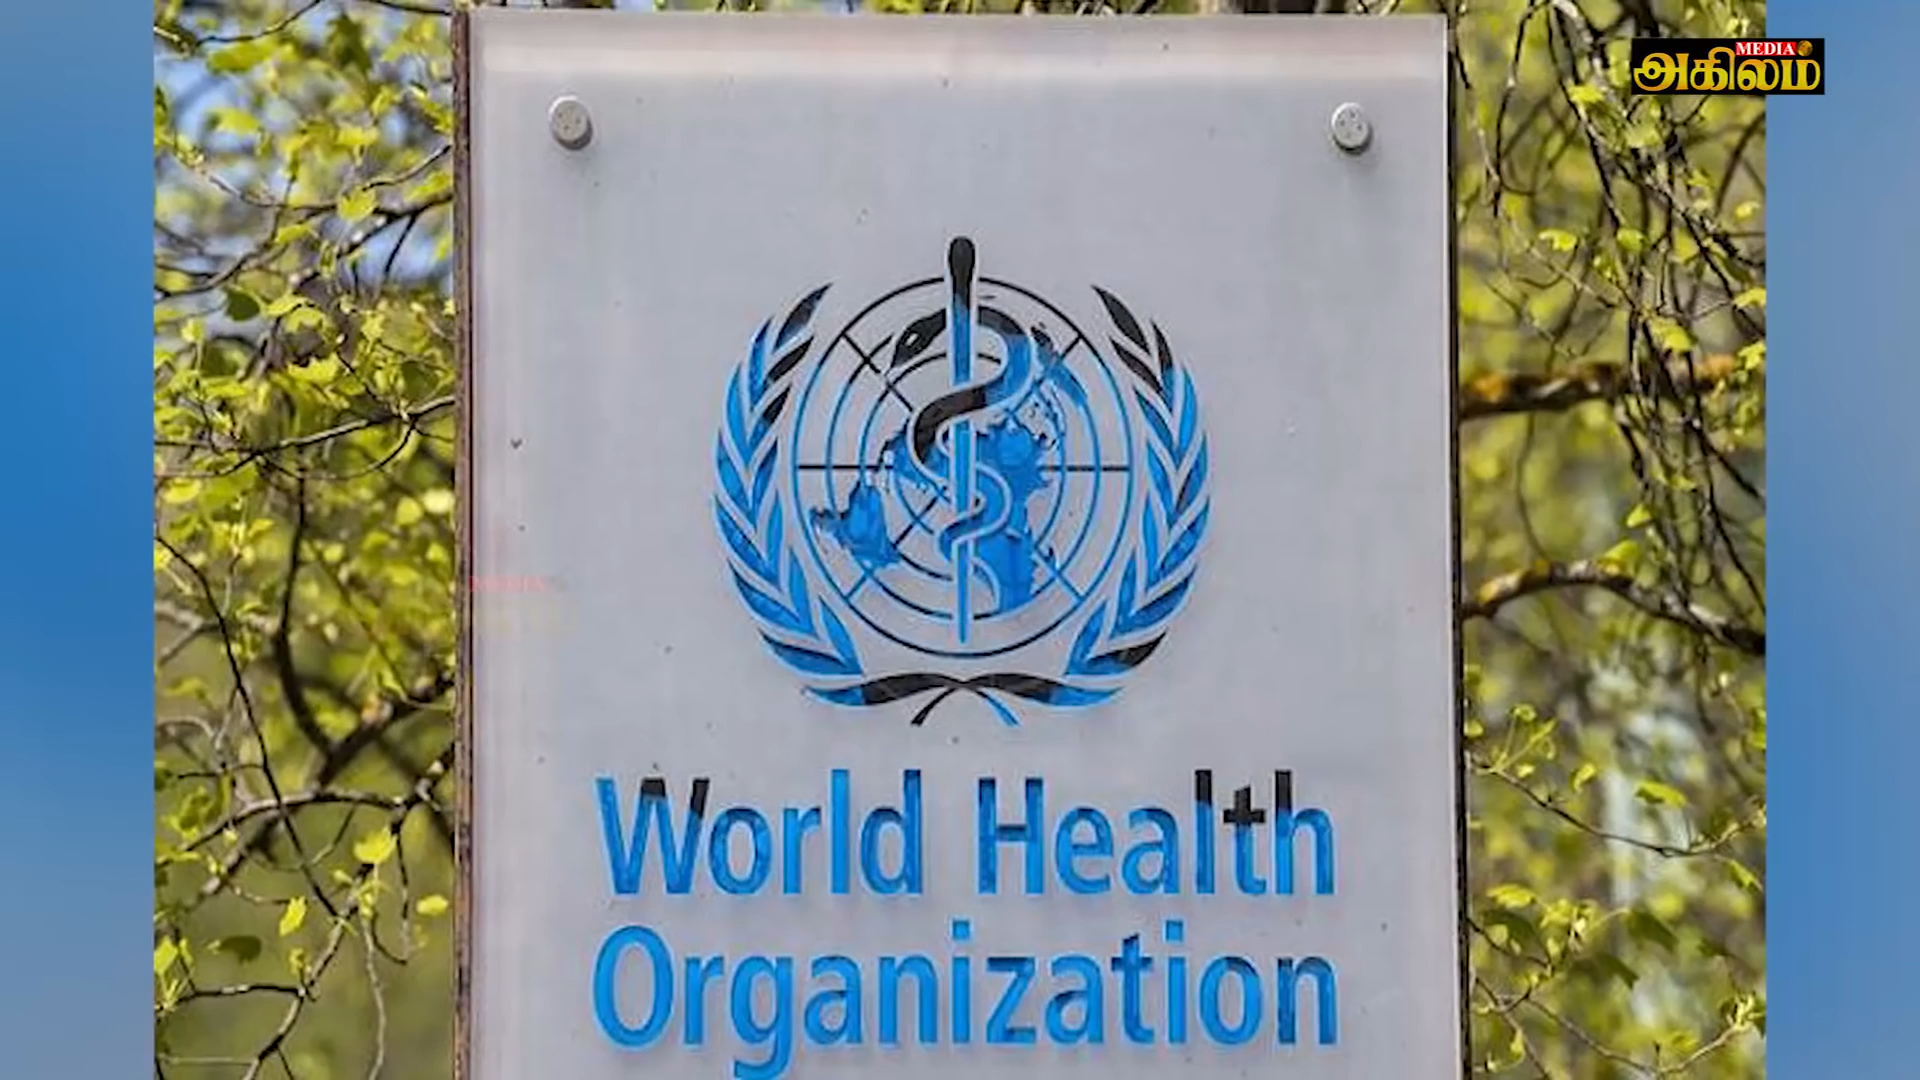 MEDIA
அகிலம்
World Health
Organization